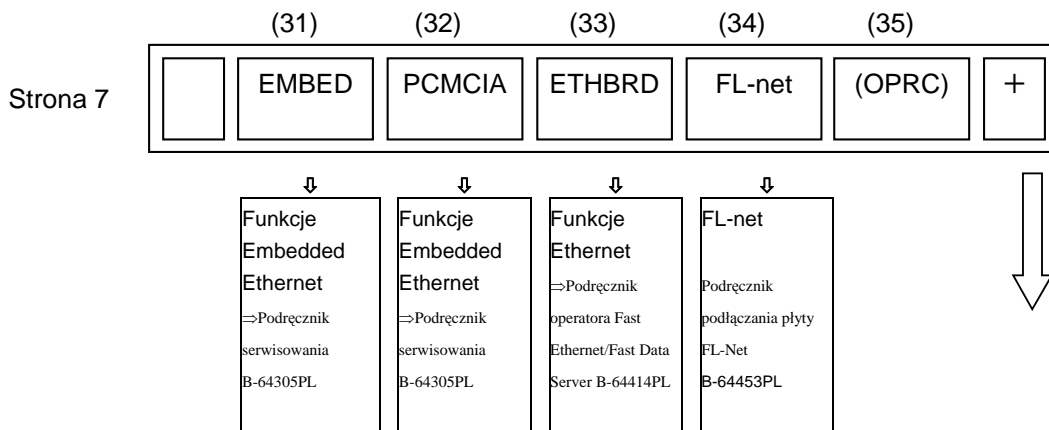 (31) (32) (33) (34) (35)
Strona 7
EMBED PCMCIA ETHBRD FL-net (OPRC) +
Funkcje
Embedded
Ethernet
⇒Podręcznik
serwisowania
B-64305PL
Funkcje
Embedded
Ethernet
⇒Podręcznik
serwisowania
B-64305PL
Funkcje
Ethernet
⇒Podręcznik
operatora Fast
Ethernet/Fast Data
Server B-64414PL
FL-net
Podręcznik
podłączania płyty
FL-Net
B-64453PL